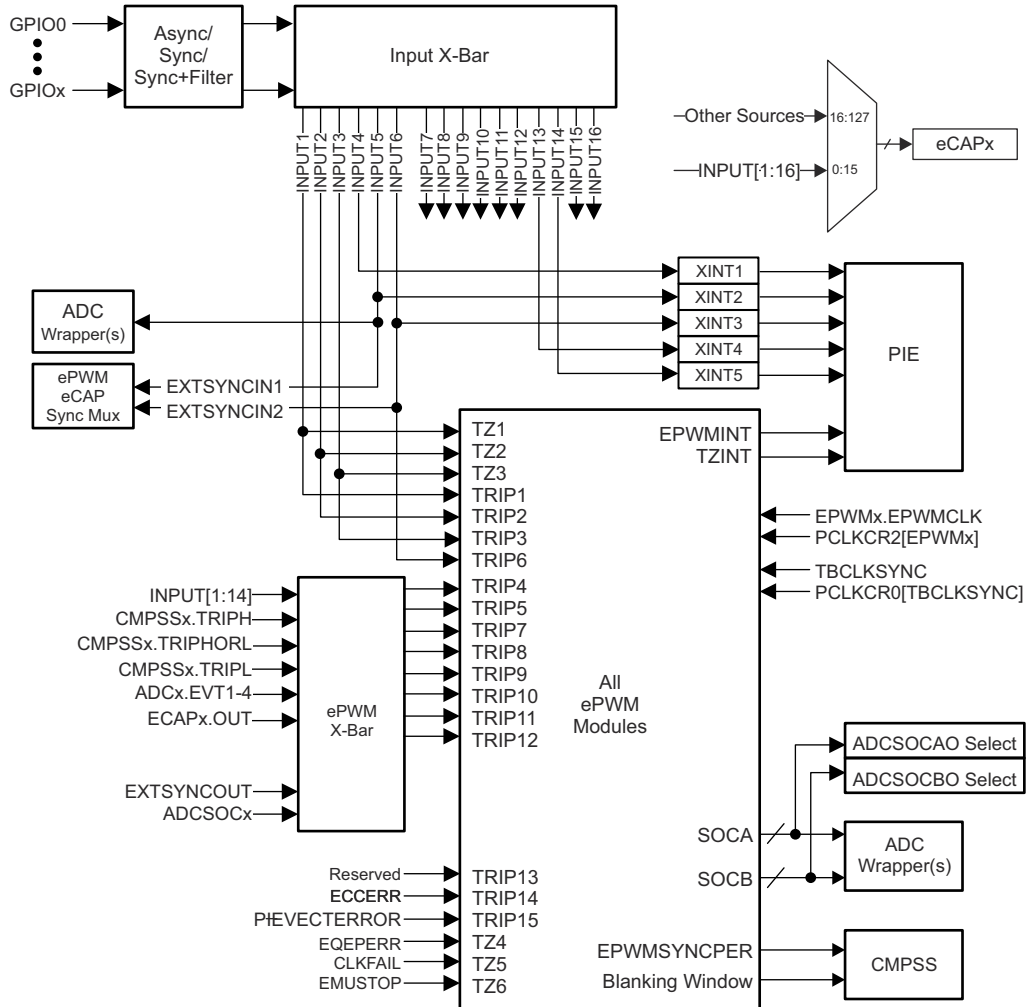 GPIO0
GPIOx
Async/
Sync/
Sync+Filter
Input X-Bar
INPUT1
INPUT2
INPUT3
INPUT4
INPUT5
INPUT6
INPUT7
INPUT8
INPUT9
INPUT10
INPUT11
INPUT12
INPUT13
INPUT14
INPUT15
INPUT16
Other Sources
16:127
INPUT[1:16]
0:15
eCAPx
XINT1
XINT2
XINT3
XINT4
XINT5
PIE
ADC
Wrapper(s)
ePWM
eCAP
Sync Mux
EXTSYNCIN1
EXTSYNCIN2
TZ1
TZ2
TZ3
TRIP1
TRIP2
TRIP3
TRIP6
TRIP4
TRIP5
TRIP7
TRIP8
TRIP9
TRIP10
TRIP11
TRIP12
EPWMINT
TZINT
EPWMx.EPWMCLK
PCLKCR2[EPWMx]
TBCLKSYNC
PCLKCR0[TBCLKSYNC]
INPUT[1:14]
CMPSSx.TRIPH
CMPSSx.TRIPHORL
CMPSSx.TRIPL
ADCx.EVT1-4
ECAPx.OUT
EXTSYNCOUT
ADCSOCx
ePWM
X-Bar
All
ePWM
Modules
ADCSOCAO Select
ADCSOCBO Select
SOCA
SOCB
ADC
Wrapper(s)
Reserved
ECCERR
PIEVECTERROR
EQEPERR
CLKFAIL
EMUSTOP
TRIP13
TRIP14
TRIP15
TZ4
TZ5
TZ6
EPWMSYNCPER
Blanking Window
CMPSS